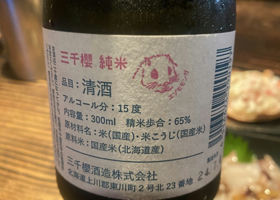 三千櫻 純米
品目：清酒
アルコール分：15度
内容量：300ml 精米歩合：65%
原材料名：米(国産)・米こうじ(国産米)
原料米：国産米(北海道産)
三千櫻酒造株式会社
北海道上川郡東川町2号北23番地
24.